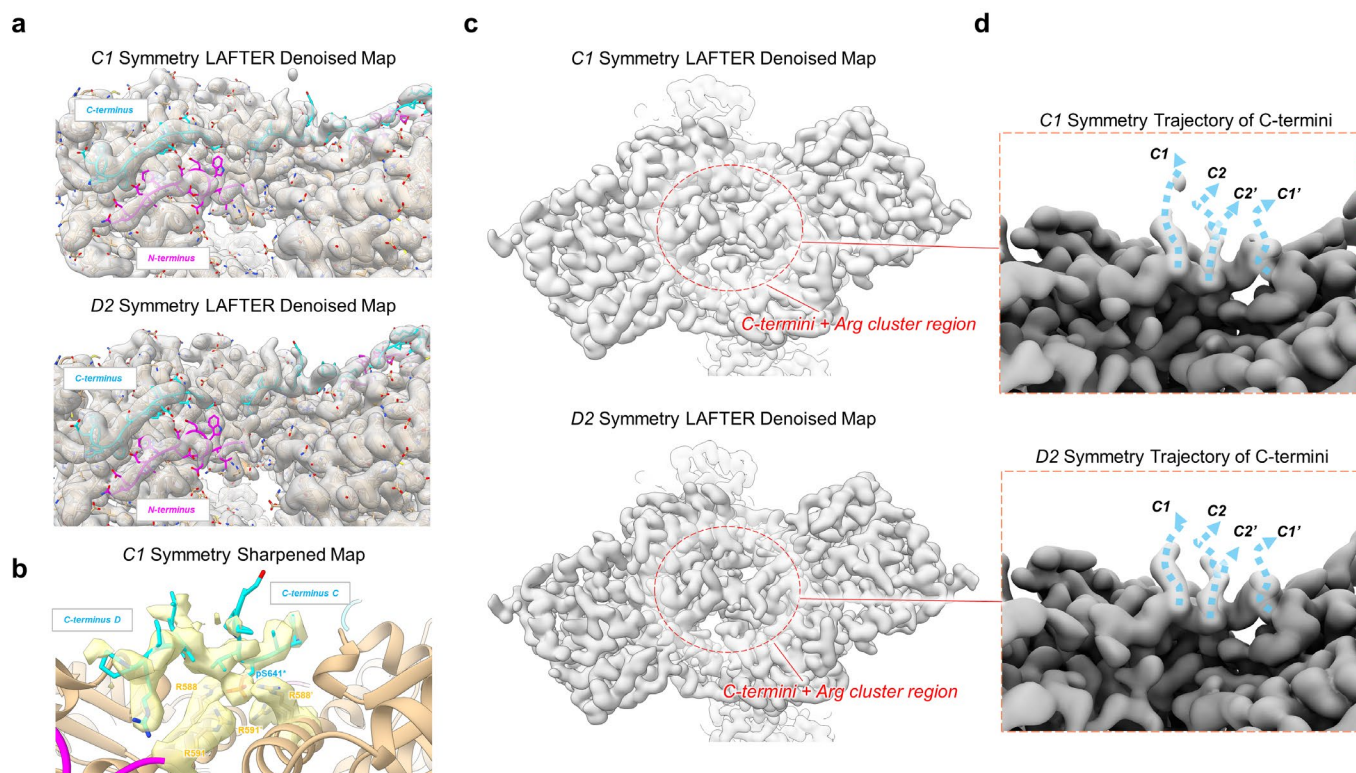 a
C1 Symmetry LAFTER Denoised Map
C-terminus
N-terminus
D2 Symmetry LAFTER Denoised Map
C-terminus
N-terminus
b
C1 Symmetry Sharpened Map
C-terminus D
C-terminus C
pS641*
R588
R588'
R591'
R591
c
C1 Symmetry LAFTER Denoised Map
C-termini + Arg cluster region
D2 Symmetry LAFTER Denoised Map
C-termini + Arg cluster region
d
C1 Symmetry Trajectory of C-termini
C1
C2
C2'
C1'
D2 Symmetry Trajectory of C-termini
C1
C2
C2'
C1'